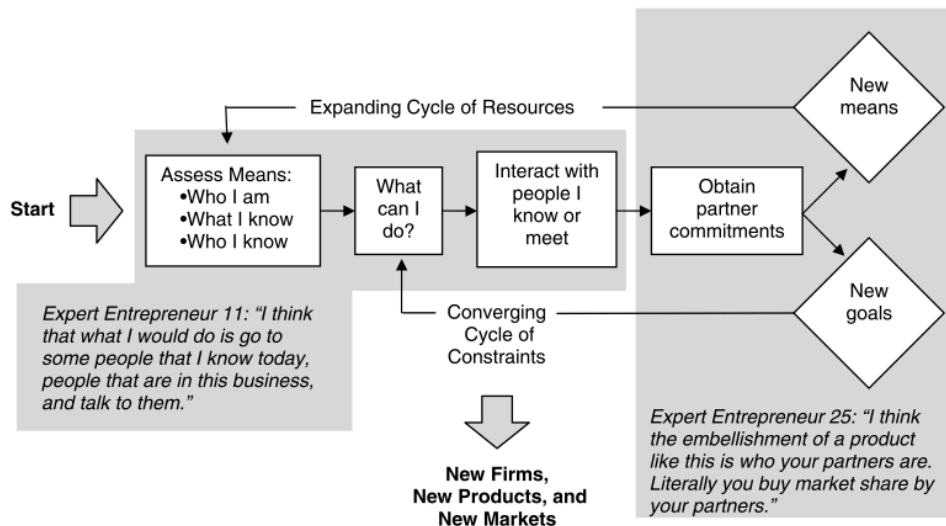 Start
Assess Means:
•Who I am
•What I know
•Who I know
What
can I
do?
Interact with
people I
know or
meet
Obtain
partner
commitments
New
means
New
goals
Expanding Cycle of Resources
Converging
Cycle of
Constraints
Expert Entrepreneur 11: “I think
that what I would do is go to
some people that I know today,
people that are in this business,
and talk to them.”
Expert Entrepreneur 25: “I think
the embellishment of a product
like this is who your partners are.
Literally you buy market share by
your partners.”
New Firms,
New Products, and
New Markets